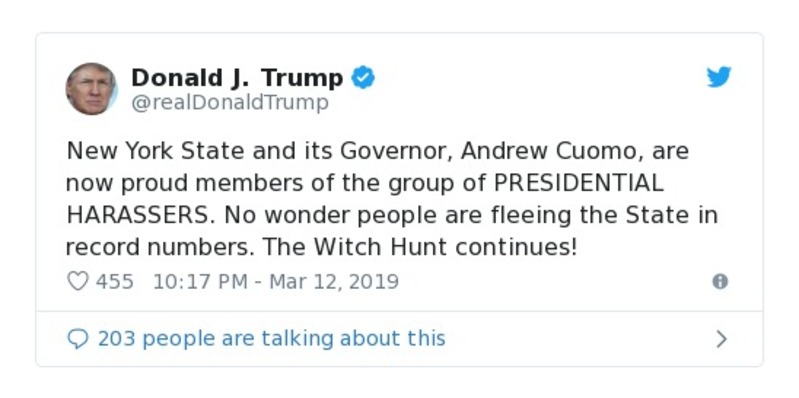 Donald J. Trump
@realDonaldTrump
New York State and its Governor, Andrew Cuomo, are
now proud members of the group of PRESIDENTIAL
HARASSERS. No wonder people are fleeing the State in
record numbers. The Witch Hunt continues!
455 10:17 PM - Mar 12, 2019
203 people are talking about this